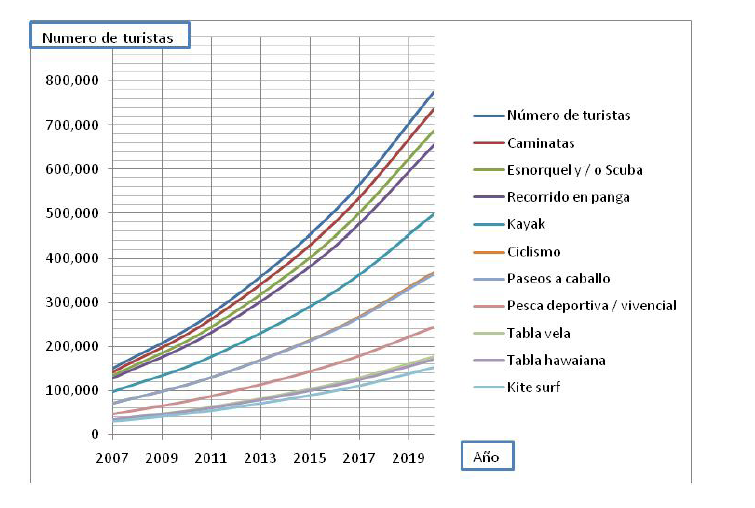 Numero de turistas
800,000
700,000
600,000
500,000
400,000
300,000
200,000
100,000
0
2007 2009 2011 2013 2015 2017 2019
Año
Número de turistas
Caminatas
Esnorquel y / o Scuba
Recorrido en panga
Kayak
Ciclismo
Paseos a caballo
Pesca deportiva / vivencial
Tabla vela
Tabla hawaiana
Kite surf